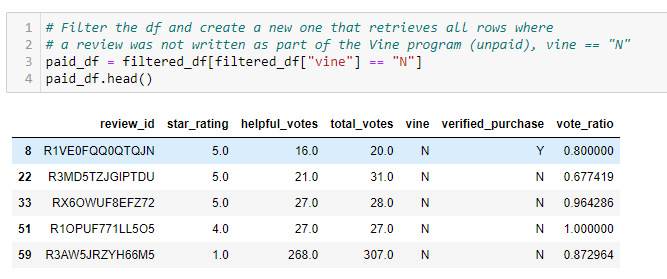 1 # Filter the df and create a new one that retrieves all rows where
2 # a review was not written as part of the Vine program (unpaid), vine == "N"
3 paid_df = filtered_df[filtered_df["vine"] == "N"]
4 paid_df.head()
review_id star_rating helpful_votes total_votes vine verified_purchase vote_ratio
8 R1VE0FQQ0QTQJN 5.0 16.0 20.0 N Y 0.800000
22 R3MD5TZJGIPTDU 5.0 21.0 31.0 N N 0.677419
33 RX6OWUF8EFZ72 5.0 27.0 28.0 N N 0.964286
51 R1OPUF771LL5O5 4.0 27.0 27.0 N N 1.000000
59 R3AW5JRZYH66M5 1.0 268.0 307.0 N N 0.872964